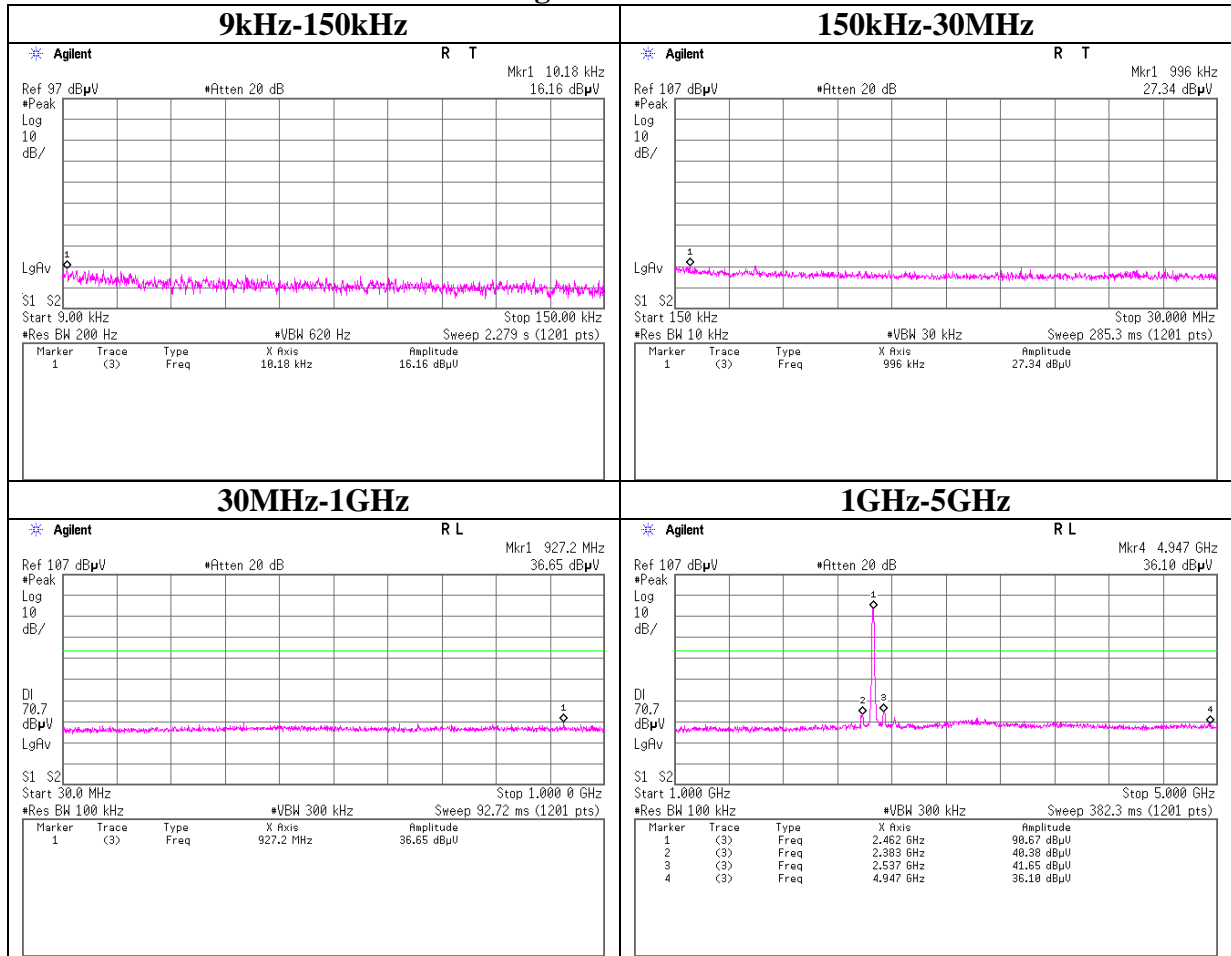 9kHz-150kHz
Agilent R T
Mkr1 10.18 kHz
Ref 97 dBµV #Atten 20 dB 16.16 dBµV
#Peak
Log
10
dB/
1
LgAv
S1 S2
Start 9.00 kHz Stop 150.00 kHz
#Res BW 200 Hz #VBW 620 Hz Sweep 2.279 s (1201 pts)
Marker Trace Type X Axis Amplitude
1 (3) Freq 10.18 kHz 16.16 dBµV
150kHz-30MHz
Agilent R T
Mkr1 996 kHz
Ref 107 dBµV #Atten 20 dB 27.34 dBµV
#Peak
Log
10
dB/
1
LgAv
S1 S2
Start 150 kHz Stop 30.000 MHz
#Res BW 10 kHz #VBW 30 kHz Sweep 285.3 ms (1201 pts)
Marker Trace Type X Axis Amplitude
1 (3) Freq 996 kHz 27.34 dBµV
30MHz-1GHz
Agilent R L
Mkr1 927.2 MHz
Ref 107 dBµV #Atten 20 dB 36.65 dBµV
#Peak
Log
10
dB/
DI
70.7
dBµV
1
LgAv
S1 S2
Start 30.0 MHz Stop 1.000 0 GHz
#Res BW 100 kHz #VBW 300 kHz Sweep 92.72 ms (1201 pts)
Marker Trace Type X Axis Amplitude
1 (3) Freq 927.2 MHz 36.65 dBµV
1GHz-5GHz
Agilent R L
Mkr4 4.947 GHz
Ref 107 dBµV #Atten 20 dB 36.10 dBµV
#Peak
Log
10
dB/
1
DI
70.7
dBµV
2 3 4
LgAv
S1 S2
Start 1.000 GHz Stop 5.000 GHz
#Res BW 100 kHz #VBW 300 kHz Sweep 382.3 ms (1201 pts)
Marker Trace Type X Axis Amplitude
1 (3) Freq 2.462 GHz 90.67 dBµV
2 (3) Freq 2.383 GHz 40.38 dBµV
3 (3) Freq 2.537 GHz 41.65 dBµV
4 (3) Freq 4.947 GHz 36.10 dBµV